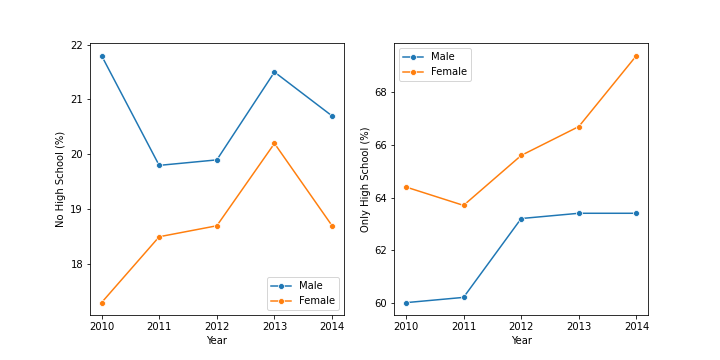 22
21
20
19
18
No High School (%)
2010 2011 2012 2013 2014
Year
Male
Female
68
66
64
62
60
Only High School (%)
2010 2011 2012 2013 2014
Year
Male
Female